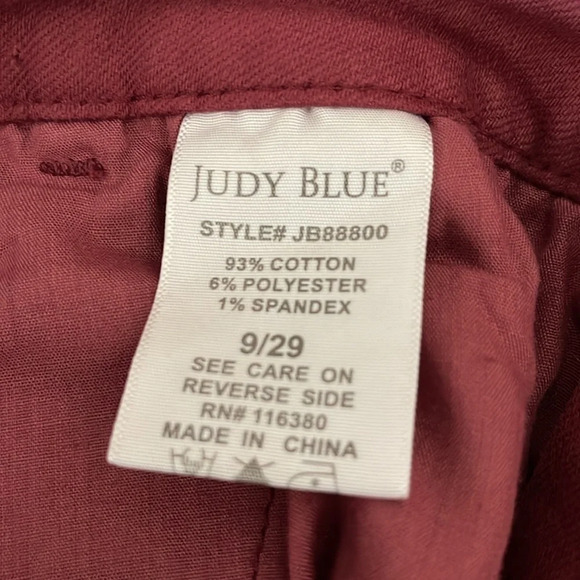 JUDY BLUE®
STYLE# JB88800
93% COTTON
6% POLYESTER
1% SPANDEX
9/29
SEE CARE ON
REVERSE SIDE
RN# 116380
MADE IN CHINA